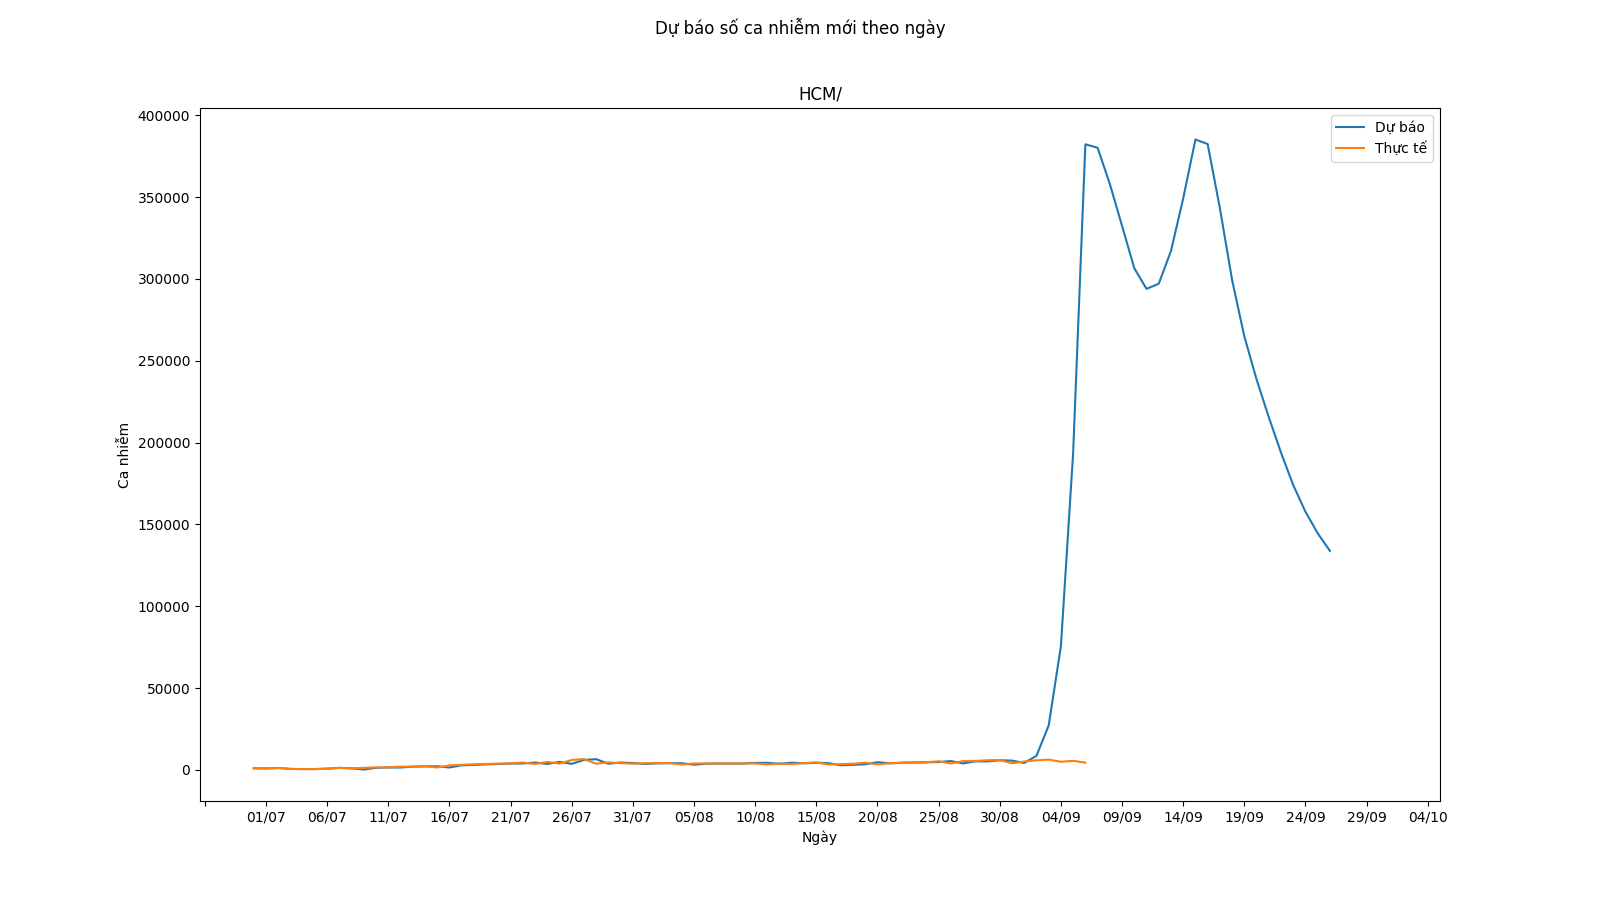 Dự báo số ca nhiễm mới theo ngày
HCM/
400000
350000
300000
250000
200000
150000
100000
50000
0
Ca nhiễm
Dự báo
Thực tế
01/07 06/07 11/07 16/07 21/07 26/07 31/07 05/08 10/08 15/08 20/08 25/08 30/08 04/09 09/09 14/09 19/09 24/09 29/09 04/10
Ngày